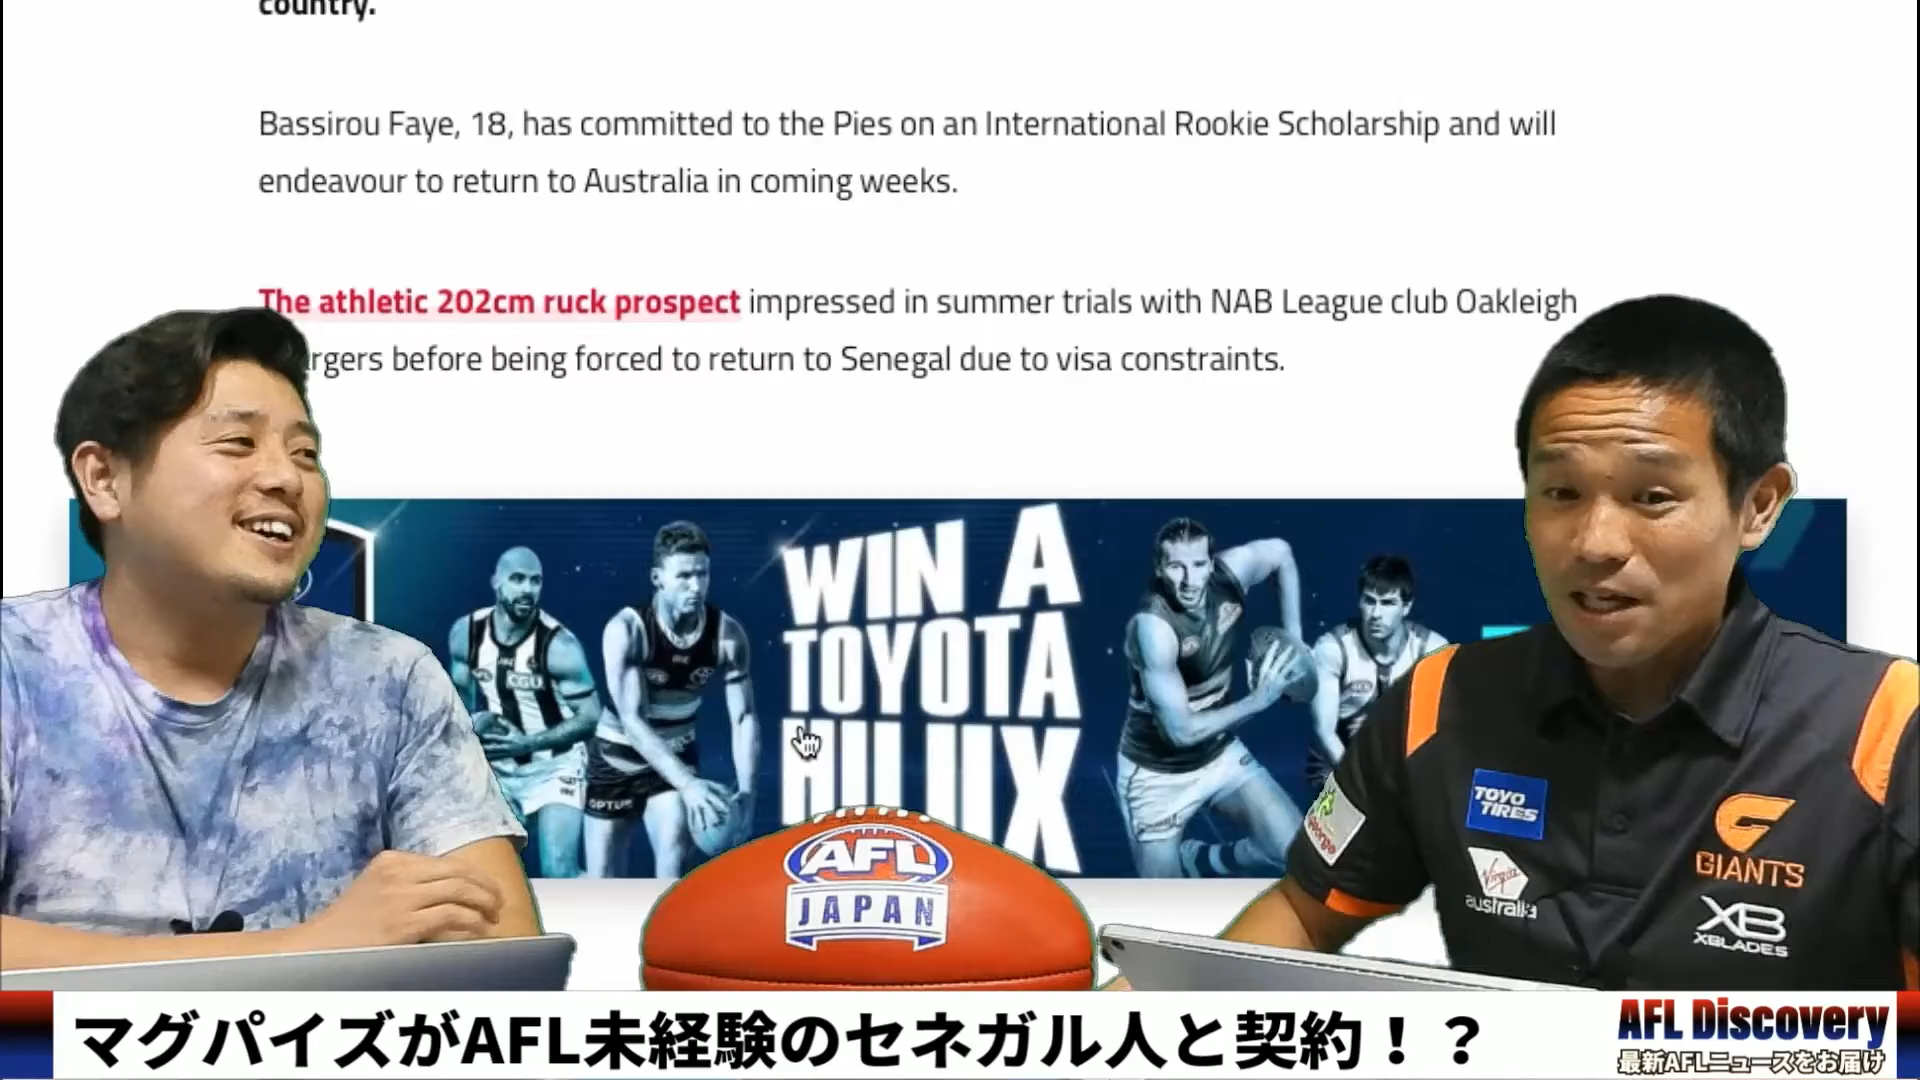 country.
Bassirou Faye, 18, has committed to the Pies on an International Rookie Scholarship and will
endeavour to return to Australia in coming weeks.
The athletic 202cm ruck prospect impressed in summer trials with NAB League club Oakleigh
rgers before being forced to return to Senegal due to visa constraints.
WIN A
TOYOTA
HILUX
CGU
OPTUS
AFL
JAPAN
TOYO
TIRES
Virgin
australia
GIANTS
XB
XBLADES
マグパイズがAFL未経験のセネガル人と契約！？
AFL Discovery
最新AFLニュースをお届け